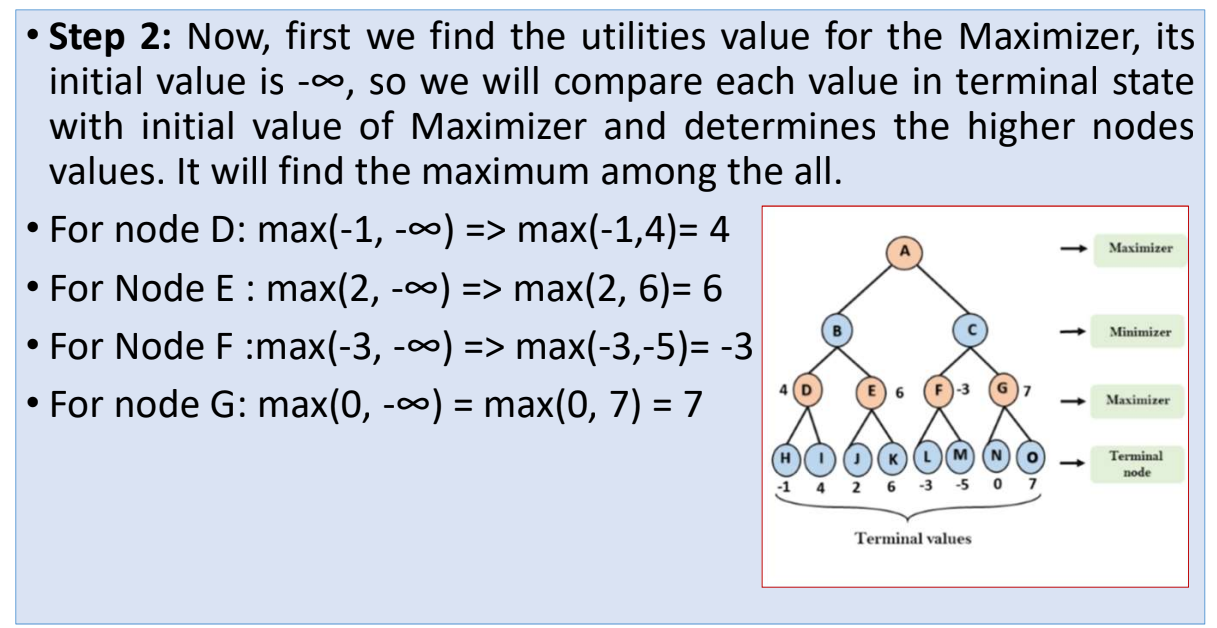 • Step 2: Now, first we find the utilities value for the Maximizer, its
initial value is -∞, so we will compare each value in terminal state
with initial value of Maximizer and determines the higher nodes
values. It will find the maximum among the all.
• For node D: max(-1, -∞) => max(-1,4)= 4
• For Node E : max(2, -∞) => max(2, 6)= 6
• For Node F :max(-3, -∞) => max(-3,-5)= -3
• For node G: max(0, -∞) = max(0, 7) = 7
A Maximizer
B C Minimizer
4 D E 6 F -3 G 7 Maximizer
H I J K L M N O Terminal
node
-1 4 2 6 -3 -5 0 7
Terminal values